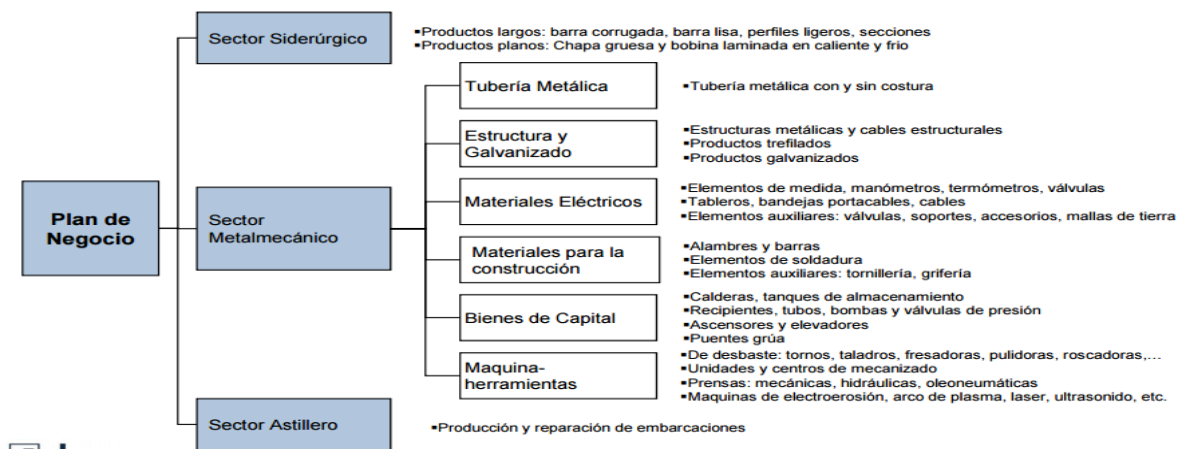 Plan de
Negocio
Sector Siderúrgico
▪Productos largos: barra corrugada, barra lisa, perfiles ligeros, secciones
▪Productos planos: Chapa gruesa y bobina laminada en caliente y frio
Sector
Metalmecánico
Tubería Metálica
▪Tubería metálica con y sin costura
Estructura y
Galvanizado
▪Estructuras metálicas y cables estructurales
▪Productos trefilados
▪Productos galvanizados
Materiales Eléctricos
▪Elementos de medida, manómetros, termómetros, válvulas
▪Tableros, bandejas portacables, cables
▪Elementos auxiliares: válvulas, soportes, accesorios, mallas de tierra
Materiales para la
construcción
▪Alambres y barras
▪Elementos de soldadura
▪Elementos auxiliares: tornillería, grifería
Bienes de Capital
▪Calderas, tanques de almacenamiento
▪Recipientes, tubos, bombas y válvulas de presión
▪Ascensores y elevadores
▪Puentes grúa
Maquina-
herramientas
▪De desbaste: tornos, taladros, fresadoras, pulidoras, roscadoras,…
▪Unidades y centros de mecanizado
▪Prensas: mecánicas, hidráulicas, oleoneumáticas
▪Maquinas de electroerosión, arco de plasma, laser, ultrasonido, etc.
Sector Astillero
▪Producción y reparación de embarcaciones